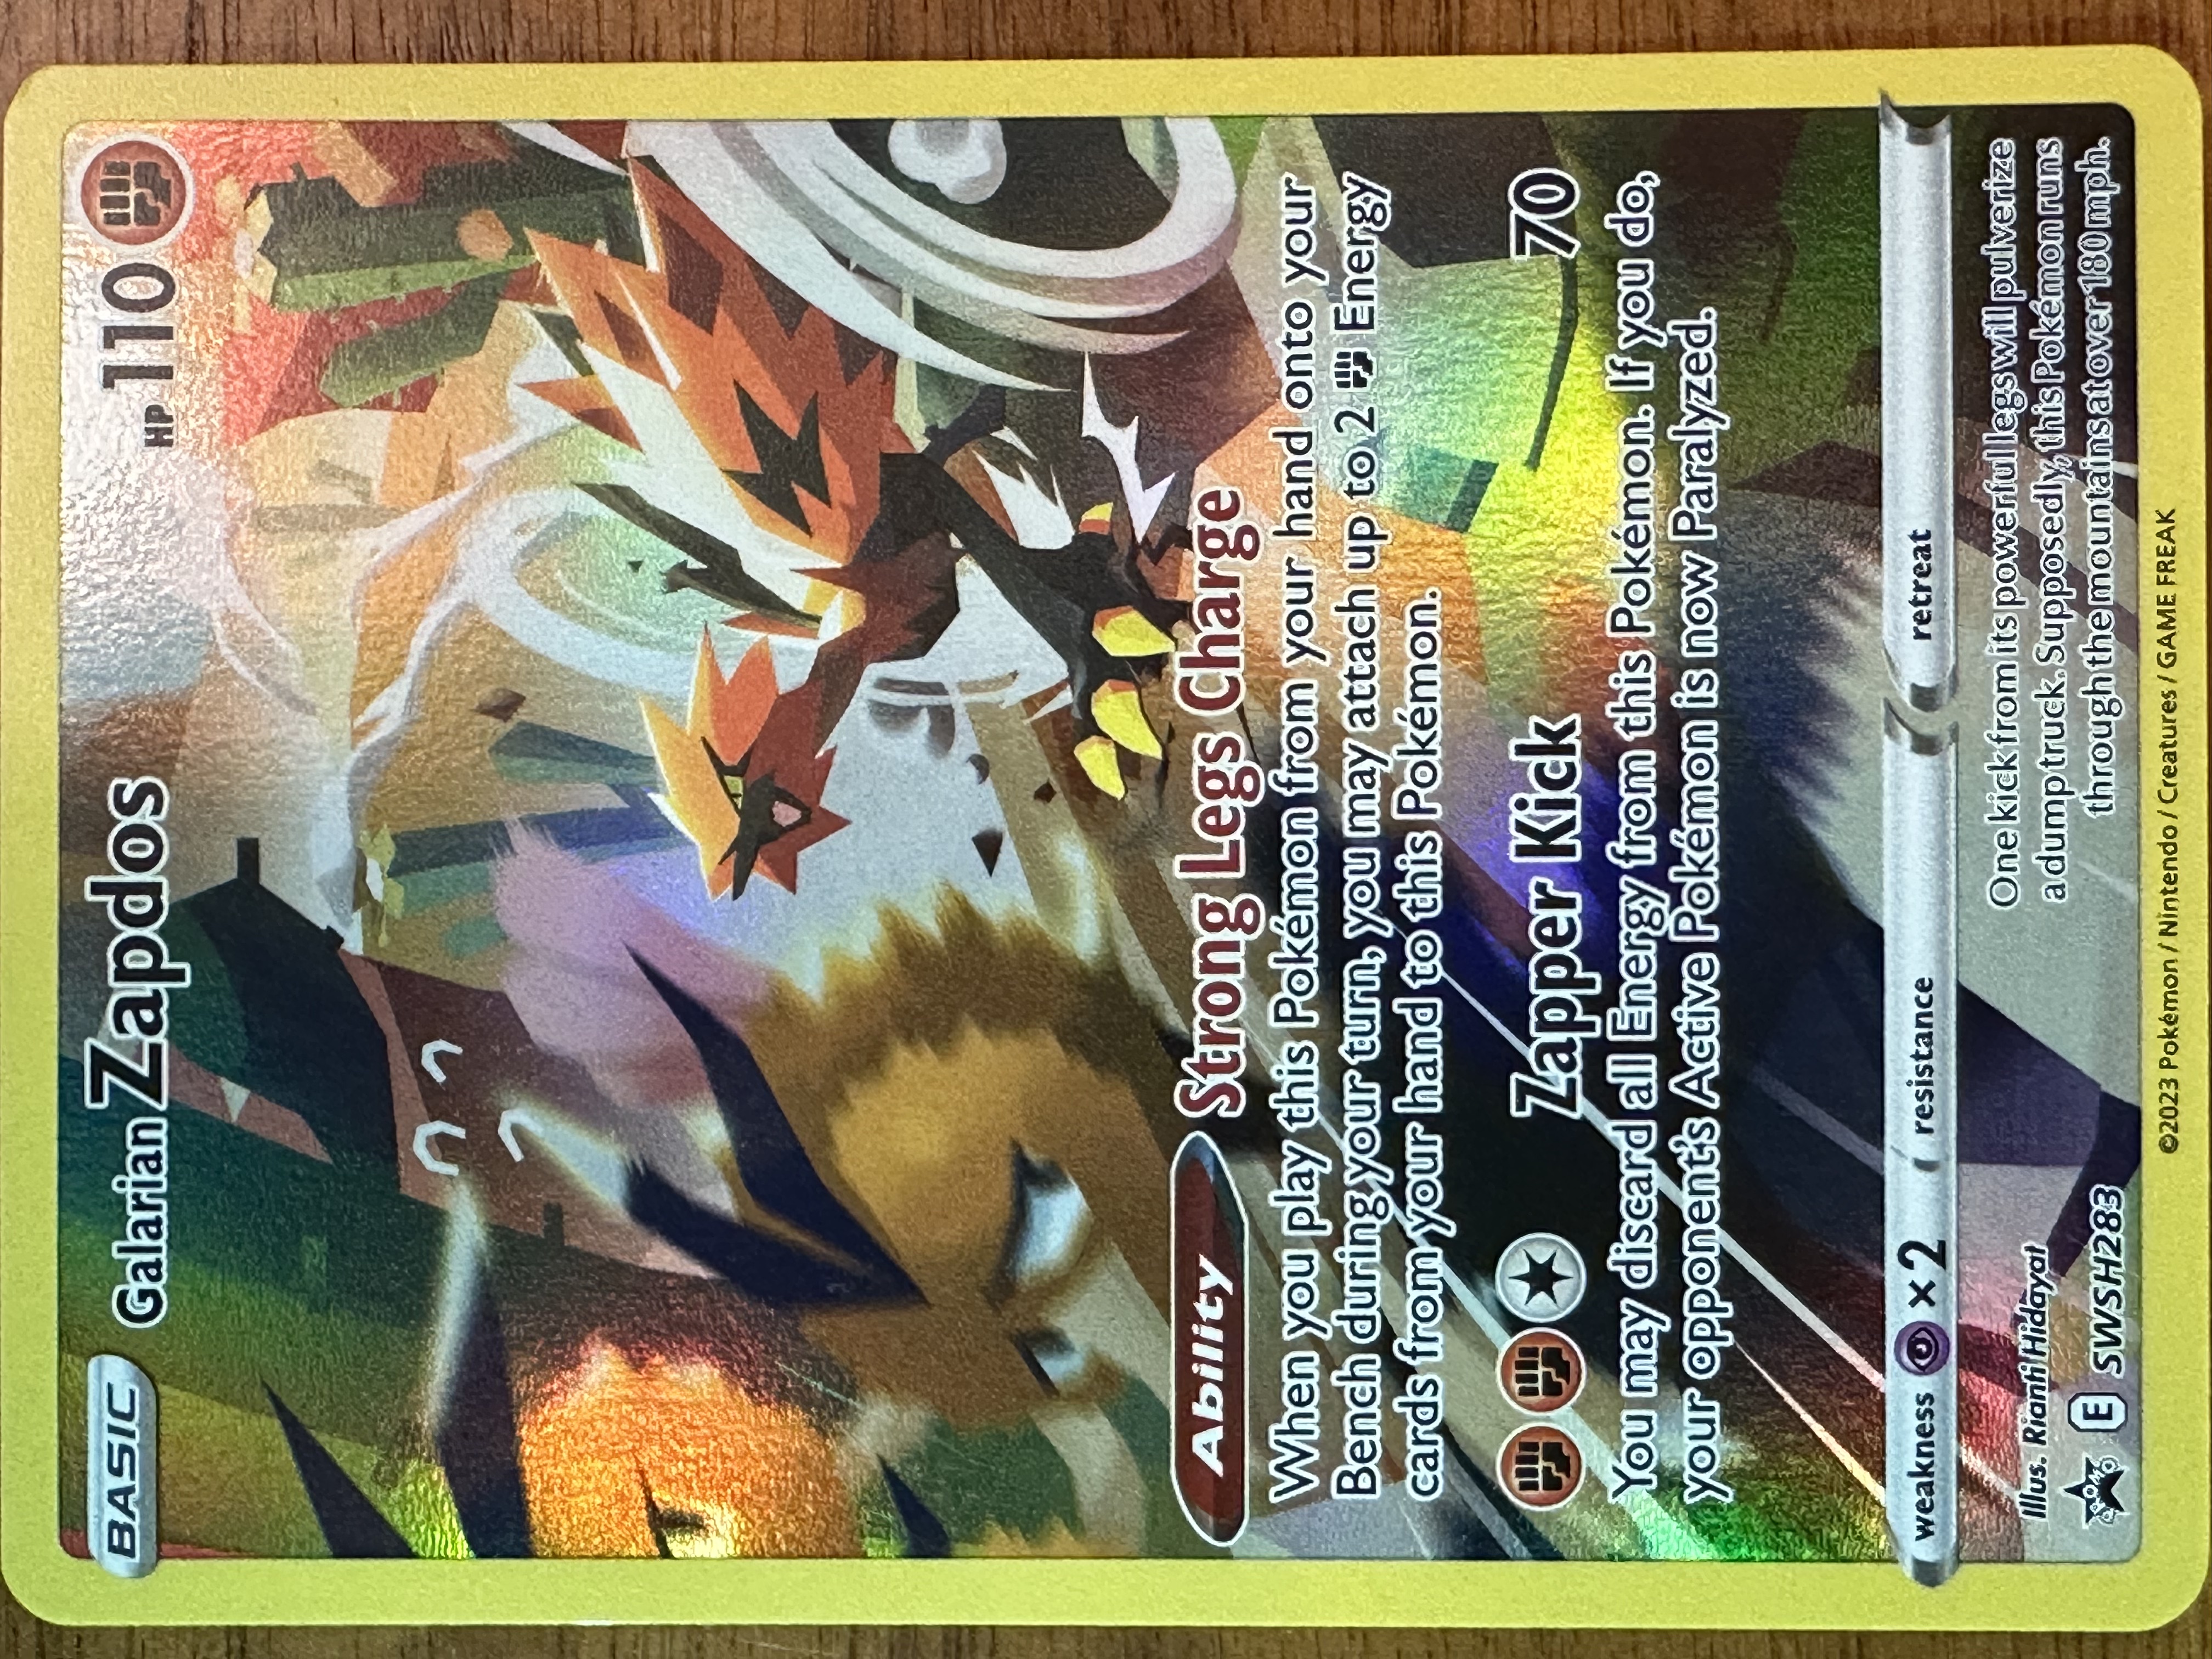 BASIC Galarian Zapdos HP 110
Ability Strong Legs Charge
When you play this Pokémon from your hand onto your
Bench during your turn, you may attach up to 2 Energy
cards from your hand to this Pokémon.
Zapper Kick 70
You may discard all Energy from this Pokémon. If you do,
your opponent's Active Pokémon is now Paralyzed.
weakness ×2 resistance retreat
One kick from its powerful legs will pulverize
a dump truck. Supposedly, this Pokémon runs
through the mountains at over 180 mph.
Illus. Rianti Hidayat
PROMO E SWSH283
©2023 Pokémon / Nintendo / Creatures / GAME FREAK